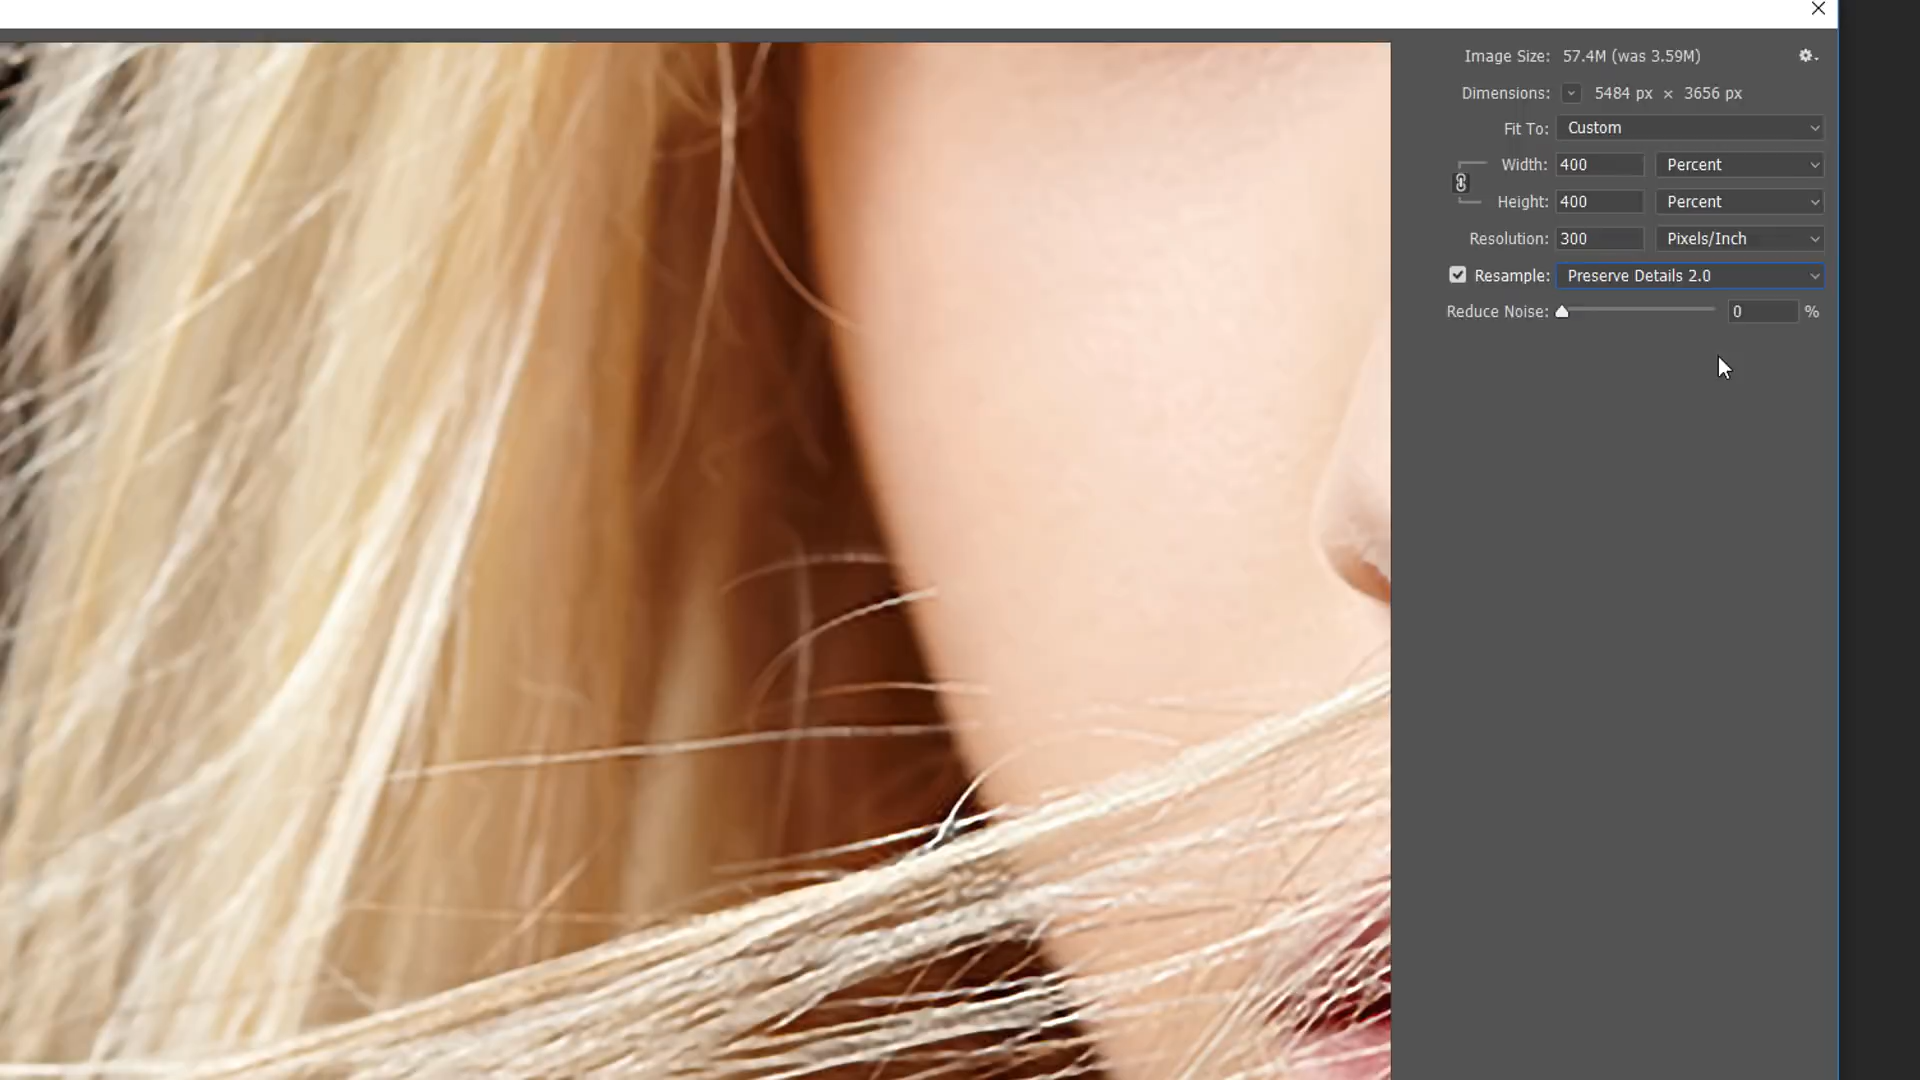 Image Size: 57.4M (was 3.59M)
Dimensions: 5484 px × 3656 px
Fit To: Custom
Width: 400 Percent
Height: 400 Percent
Resolution: 300 Pixels/Inch
Resample: Preserve Details 2.0
Reduce Noise: 0 %